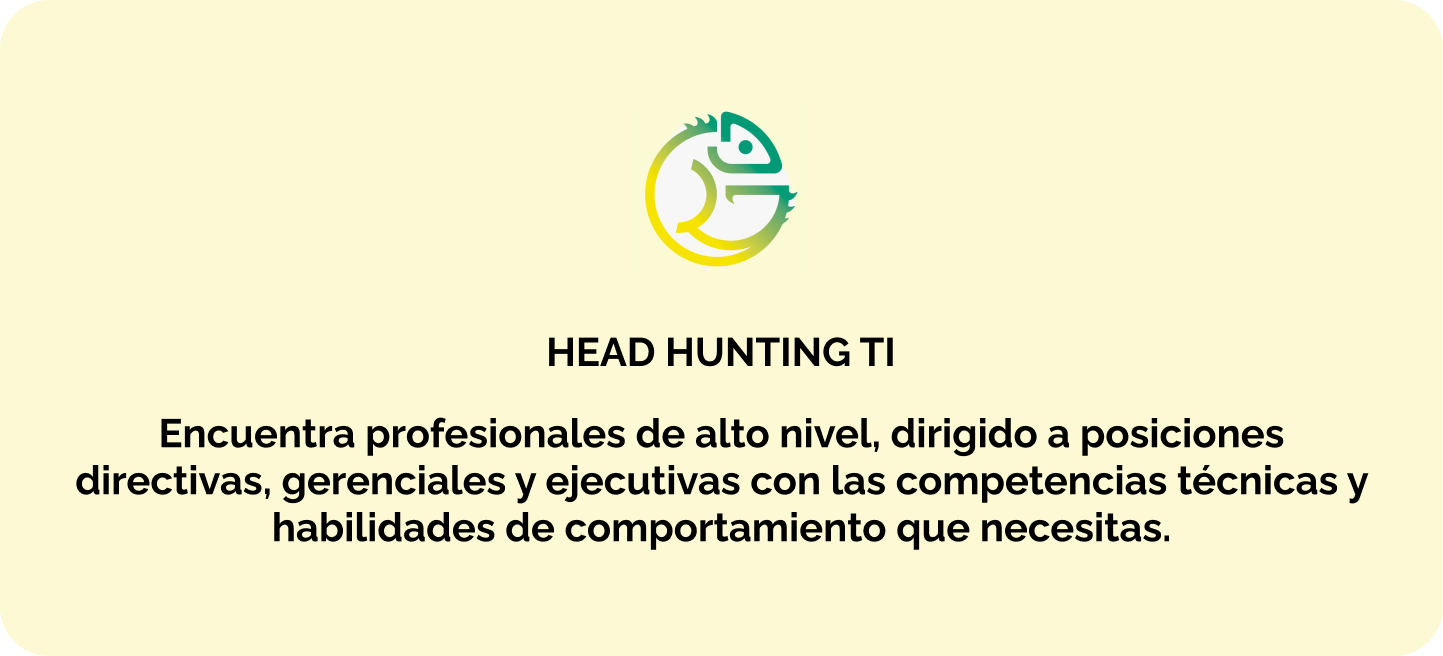 HEAD HUNTING TI
Encuentra profesionales de alto nivel, dirigido a posiciones
directivas, gerenciales y ejecutivas con las competencias técnicas y
habilidades de comportamiento que necesitas.